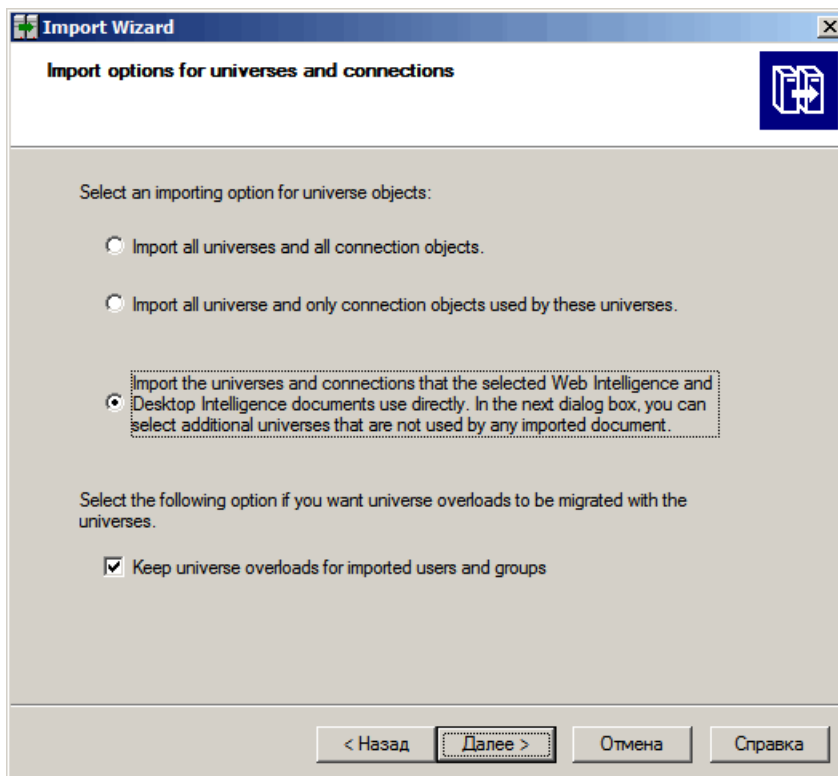 Import Wizard
Import options for universes and connections
Select an importing option for universe objects:
Import all universes and all connection objects.
Import all universe and only connection objects used by these universes.
Import the universes and connections that the selected Web Intelligence and
Desktop Intelligence documents use directly. In the next dialog box, you can
select additional universes that are not used by any imported document.
Select the following option if you want universe overloads to be migrated with the
universes.
Keep universe overloads for imported users and groups
< Назад Далее > Отмена Справка